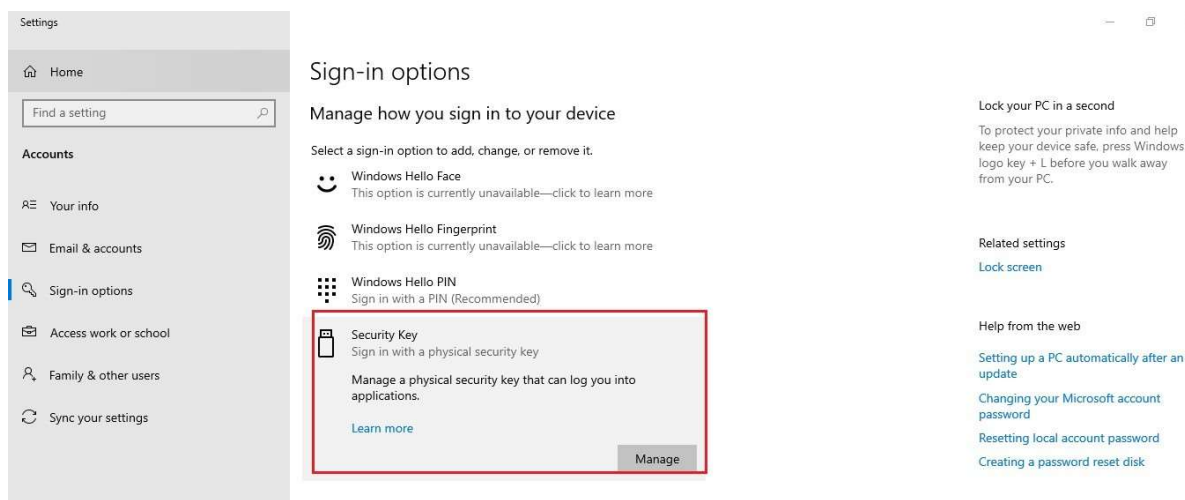 Settings
Home
Find a setting
Accounts
Your info
Email & accounts
Sign-in options
Access work or school
Family & other users
Sync your settings
Sign-in options
Manage how you sign in to your device
Select a sign-in option to add, change, or remove it.
Windows Hello Face
This option is currently unavailable—click to learn more
Windows Hello Fingerprint
This option is currently unavailable—click to learn more
Windows Hello PIN
Sign in with a PIN (Recommended)
Security Key
Sign in with a physical security key
Manage a physical security key that can log you into
applications.
Learn more
Manage
Lock your PC in a second
To protect your private info and help
keep your device safe, press Windows
logo key + L before you walk away
from your PC.
Related settings
Lock screen
Help from the web
Setting up a PC automatically after an
update
Changing your Microsoft account
password
Resetting local account password
Creating a password reset disk